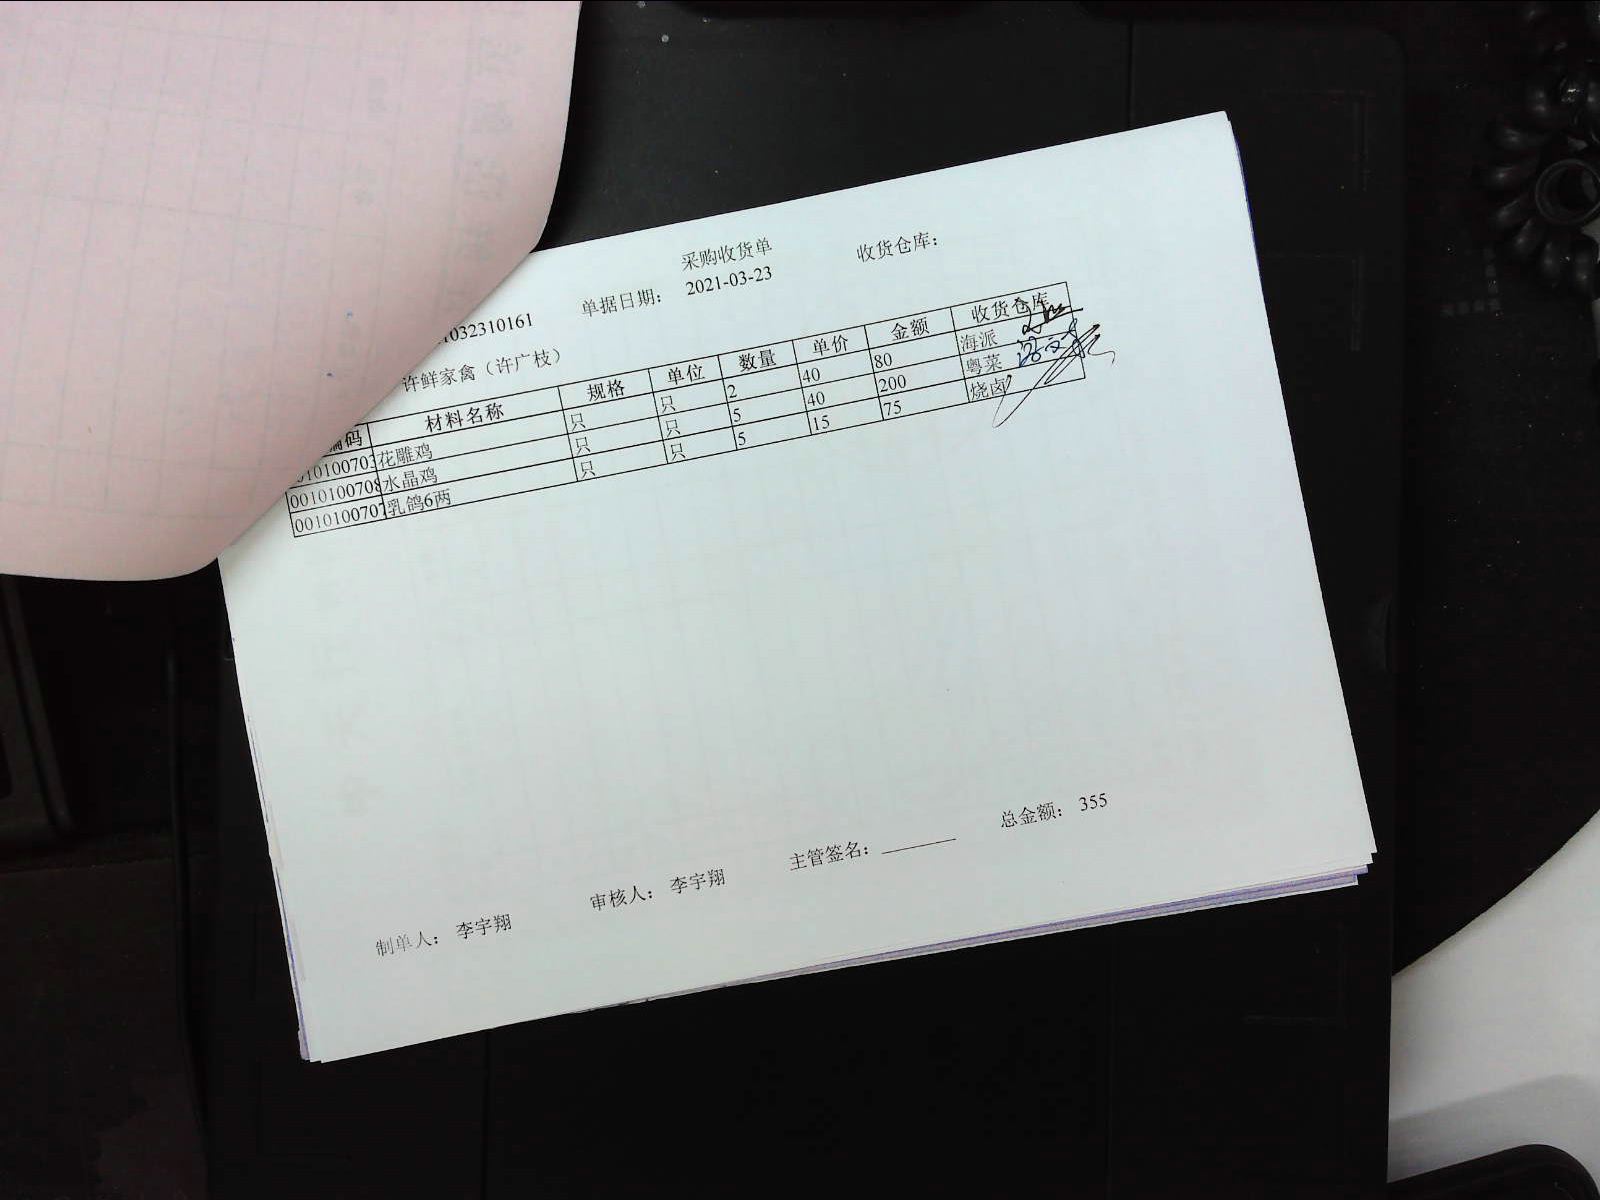 采购收货单
收货仓库：
单据日期： 2021-03-23
1032310161
许鲜家禽（许广枝）
编码 材料名称 规格 单位 数量 单价 金额 收货仓库
010100703 花雕鸡 只 只 2 40 80 海派
0010100708 水晶鸡 只 只 5 40 200 粤菜
0010100707 乳鸽6两 只 只 5 15 75 烧卤
制单人： 李宇翔 审核人： 李宇翔 主管签名： 总金额： 355